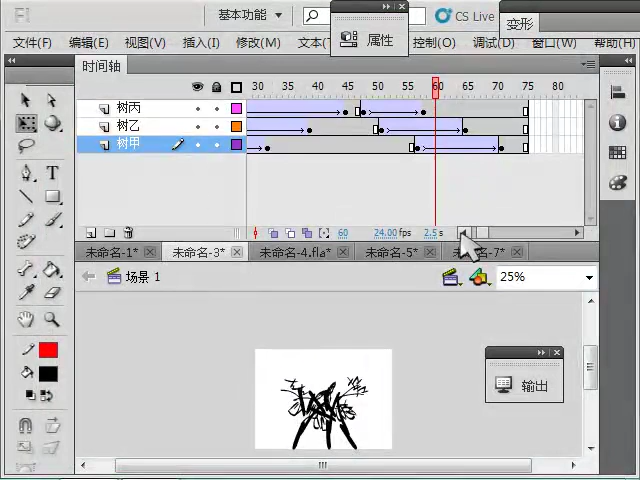 Fl
基本功能
CS Live
变形
属性
文件(F) 编辑(E) 视图(V) 插入(I) 修改(M) 文本(T) 控制(O) 调试(D) 窗口(W) 帮助(H)
时间轴
30 35 40 45 50 55 60 65 70 75 80
树丙
树乙
树甲
60 24.00 fps 2.5 s
未命名-1* 未命名-3* 未命名-4.fla* 未命名-5* -7*
场景 1 25%
输出